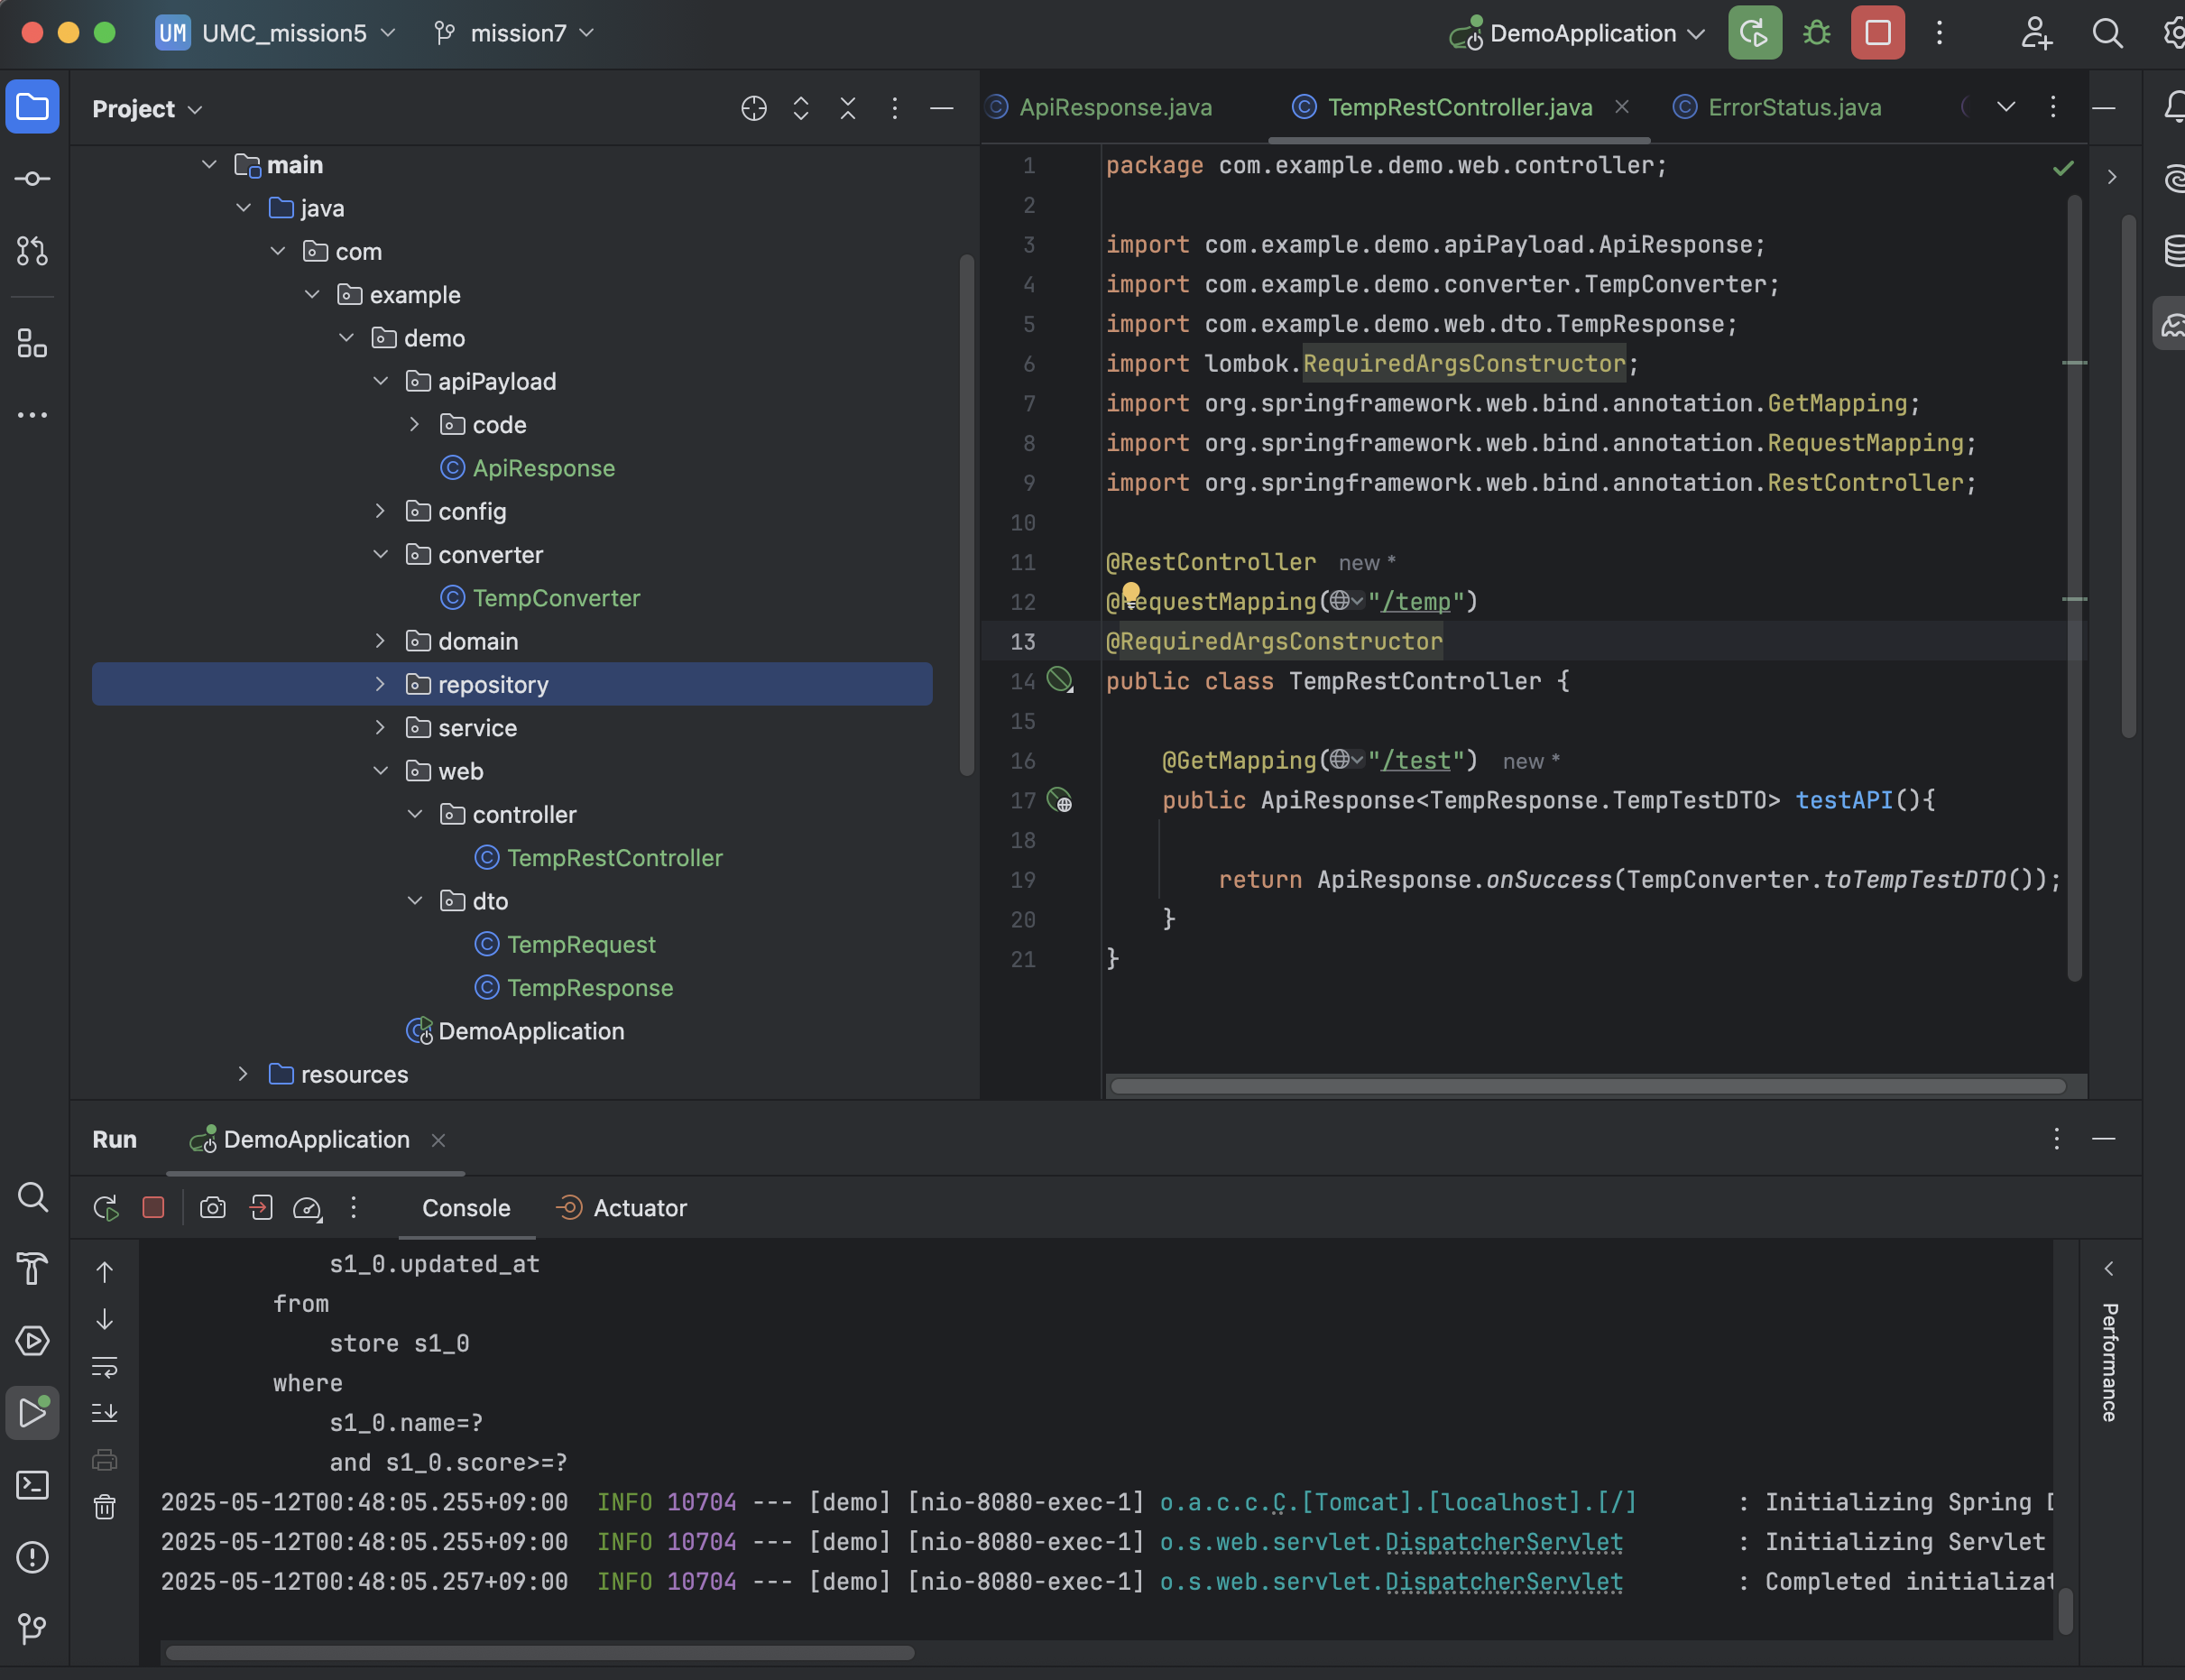 UM UMC_mission5 mission7 DemoApplication
Project
main
java
com
example
demo
apiPayload
code
ApiResponse
config
converter
TempConverter
domain
repository
service
web
controller
TempRestController
dto
TempRequest
TempResponse
DemoApplication
resources
ApiResponse.java TempRestController.java ErrorStatus.java
1 package com.example.demo.web.controller;
2
3 import com.example.demo.apiPayload.ApiResponse;
4 import com.example.demo.converter.TempConverter;
5 import com.example.demo.web.dto.TempResponse;
6 import lombok.RequiredArgsConstructor;
7 import org.springframework.web.bind.annotation.GetMapping;
8 import org.springframework.web.bind.annotation.RequestMapping;
9 import org.springframework.web.bind.annotation.RestController;
10
11 @RestController new *
12 @RequestMapping("/temp")
13 @RequiredArgsConstructor
14 public class TempRestController {
15
16 @GetMapping("/test") new *
17 public ApiResponse<TempResponse.TempTestDTO> testAPI(){
18
19 return ApiResponse.onSuccess(TempConverter.toTempTestDTO());
20 }
21 }
Run DemoApplication
Console Actuator
s1_0.updated_at
from
store s1_0
where
s1_0.name=?
and s1_0.score>=?
2025-05-12T00:48:05.255+09:00 INFO 10704 --- [demo] [nio-8080-exec-1] o.a.c.c.C.[Tomcat].[localhost].[/] : Initializing Spring
2025-05-12T00:48:05.255+09:00 INFO 10704 --- [demo] [nio-8080-exec-1] o.s.web.servlet.DispatcherServlet : Initializing Servlet
2025-05-12T00:48:05.257+09:00 INFO 10704 --- [demo] [nio-8080-exec-1] o.s.web.servlet.DispatcherServlet : Completed initializat
Performance